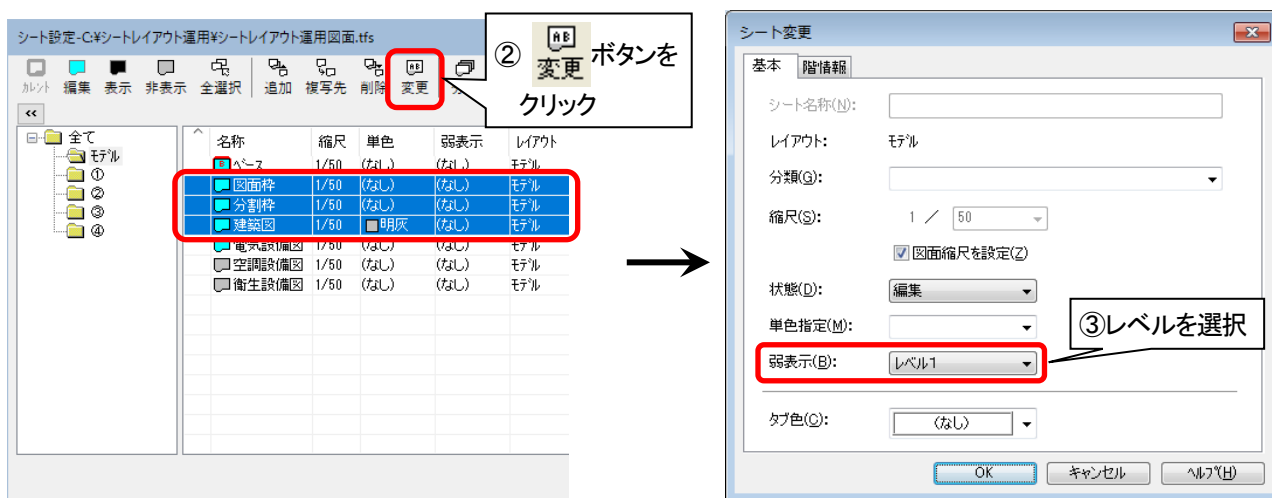 シート設定-C:¥シートレイアウト運用¥シートレイアウト運用図面.tfs
カレント 編集 表示 非表示 全選択 追加 複写先 削除 変更
② AB 変更 ボタンを
クリック
<<
全て
モデル
①
②
③
④
名称 縮尺 単色 弱表示 レイアウト
B ベース 1/50 (なし) (なし) モデル
図面枠 1/50 (なし) (なし) モデル
分割枠 1/50 (なし) (なし) モデル
建築図 1/50 明灰 (なし) モデル
電気設備図 1/50 (なし) (なし) モデル
空調設備図 1/50 (なし) (なし) モデル
衛生設備図 1/50 (なし) (なし) モデル
シート変更
基本 階情報
シート名称(N):
レイアウト: モデル
分類(G):
縮尺(S): 1 ／ 50
図面縮尺を設定(Z)
状態(D): 編集
単色指定(M):
③レベルを選択
弱表示(B): レベル1
タブ色(C): (なし)
OK キャンセル ヘルプ(H)